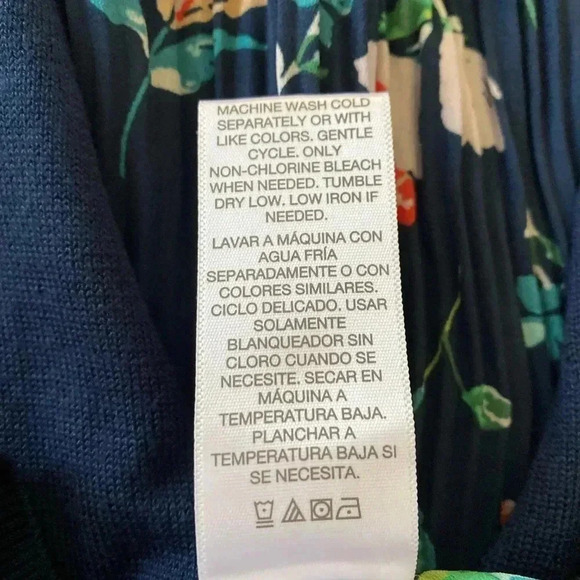 MACHINE WASH COLD
SEPARATELY OR WITH
LIKE COLORS. GENTLE
CYCLE. ONLY
NON-CHLORINE BLEACH
WHEN NEEDED. TUMBLE
DRY LOW. LOW IRON IF
NEEDED.
LAVAR A MÁQUINA CON
AGUA FRÍA
SEPARADAMENTE O CON
COLORES SIMILARES.
CICLO DELICADO. USAR
SOLAMENTE
BLANQUEADOR SIN
CLORO CUANDO SE
NECESITE. SECAR EN
MÁQUINA A
TEMPERATURA BAJA.
PLANCHAR A
TEMPERATURA BAJA SI
SE NECESITA.